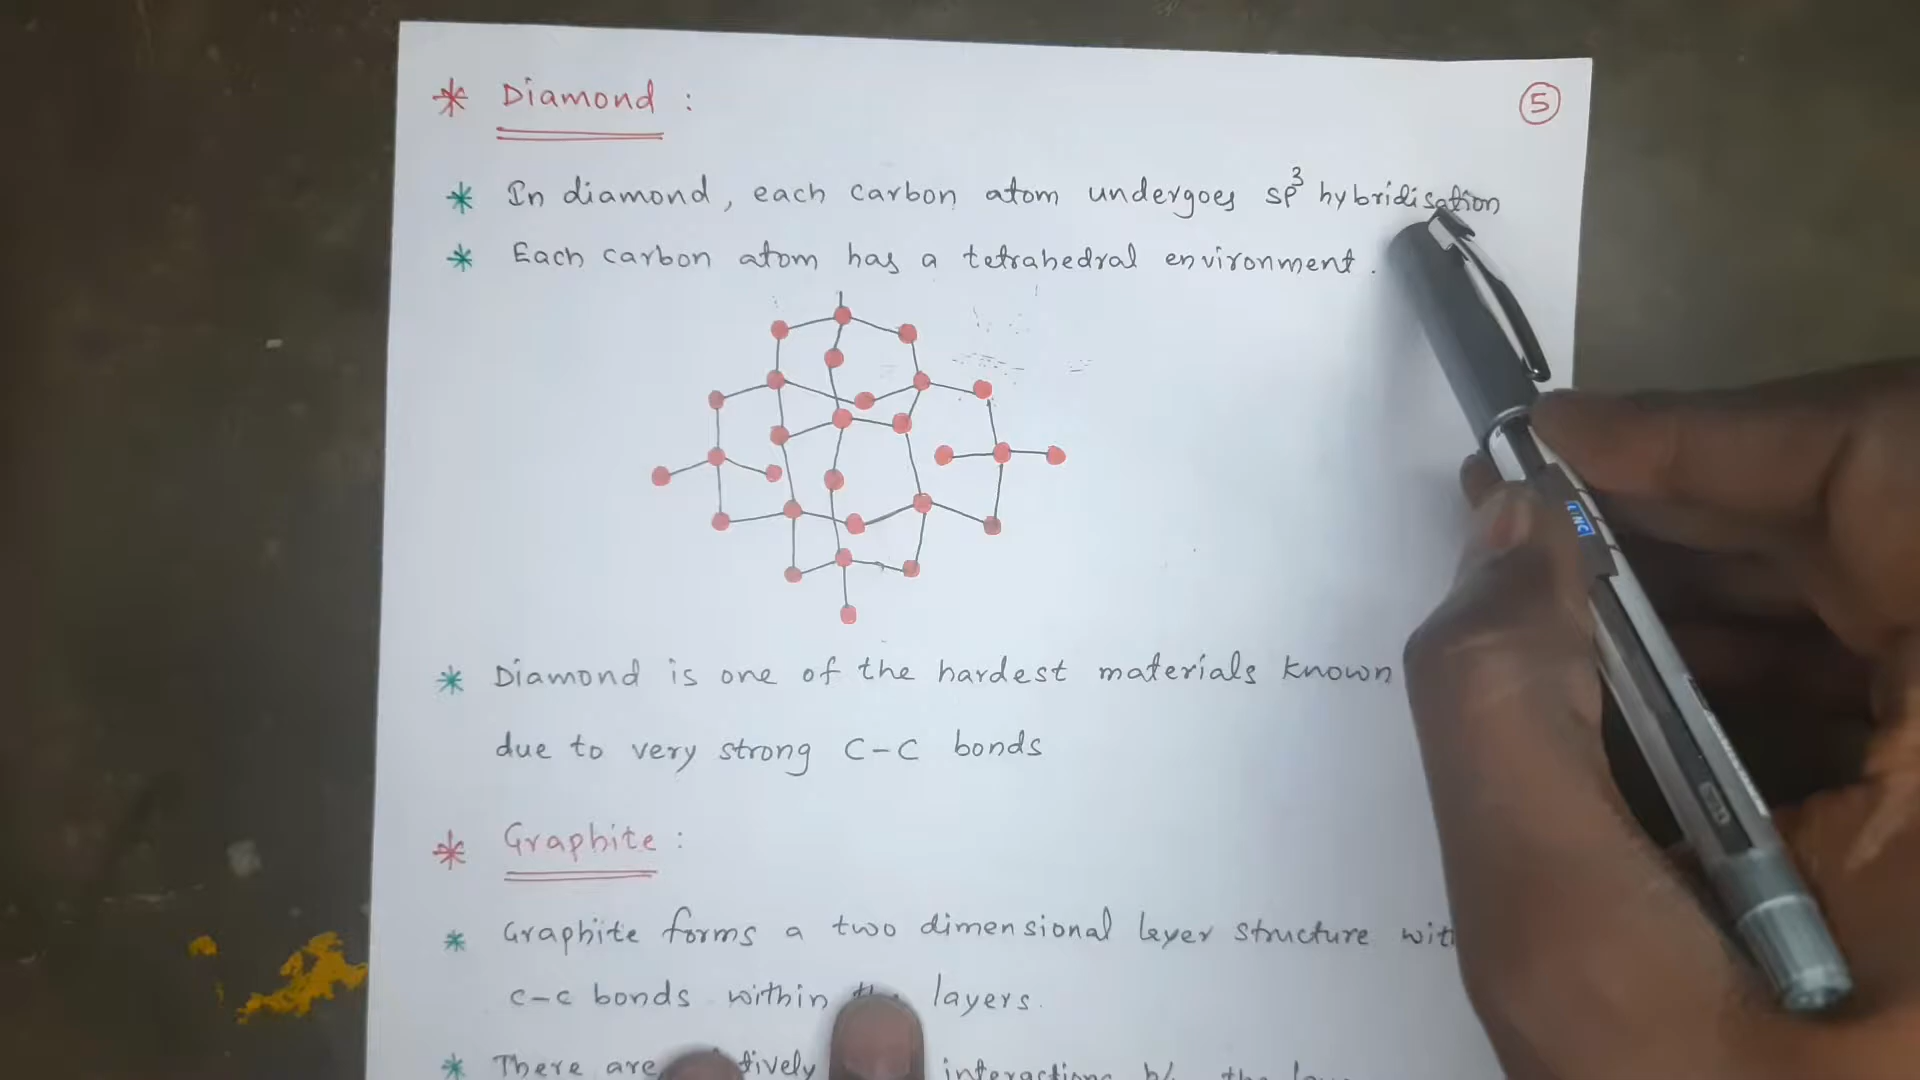 * Diamond :
5
* In diamond, each carbon atom undergoes sp³ hybridisation
* Each carbon atom has a tetrahedral environment.
LINC
* Diamond is one of the hardest materials known
due to very strong C-C bonds
* Graphite :
* Graphite forms a two dimensional layer structure
C-C bonds within layers.
* There are interactions b/w the